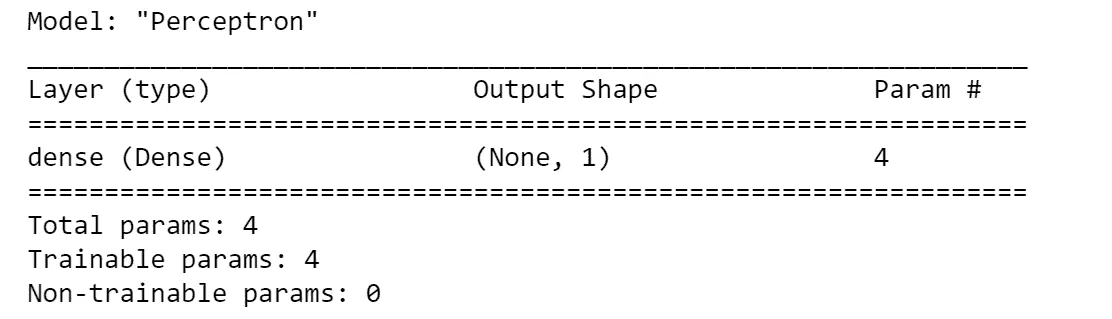 Model: "Perceptron"
_________________________________________________________________
Layer (type) Output Shape Param #
=================================================================
dense (Dense) (None, 1) 4
=================================================================
Total params: 4
Trainable params: 4
Non-trainable params: 0